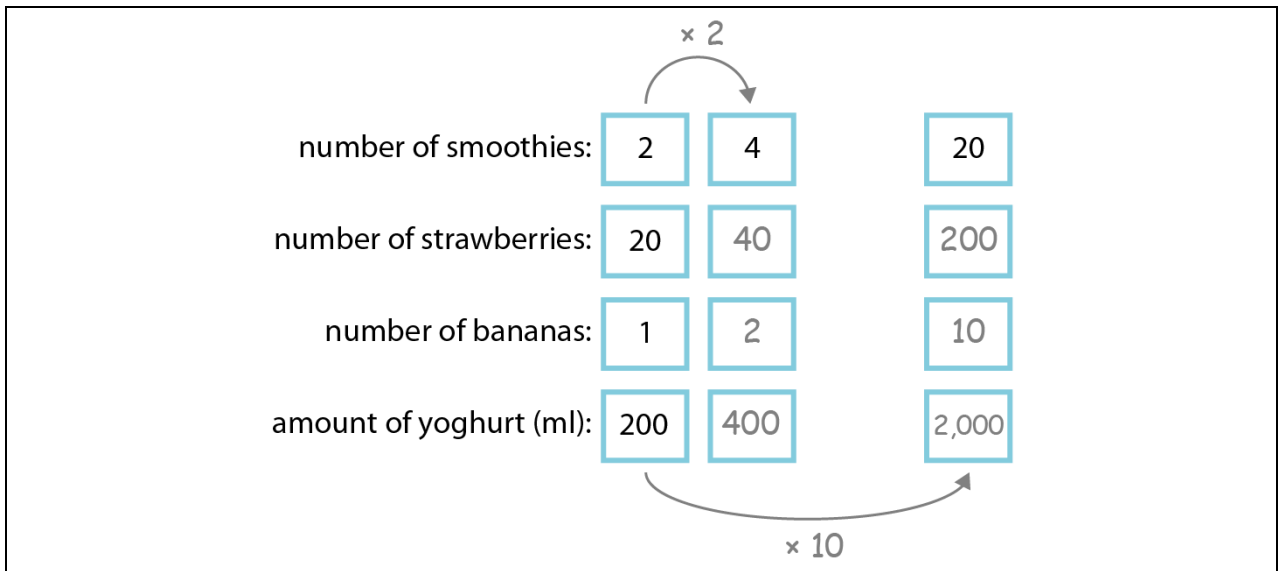 × 2
number of smoothies: 2 4 20
number of strawberries: 20 40 200
number of bananas: 1 2 10
amount of yoghurt (ml): 200 400 2,000
× 10